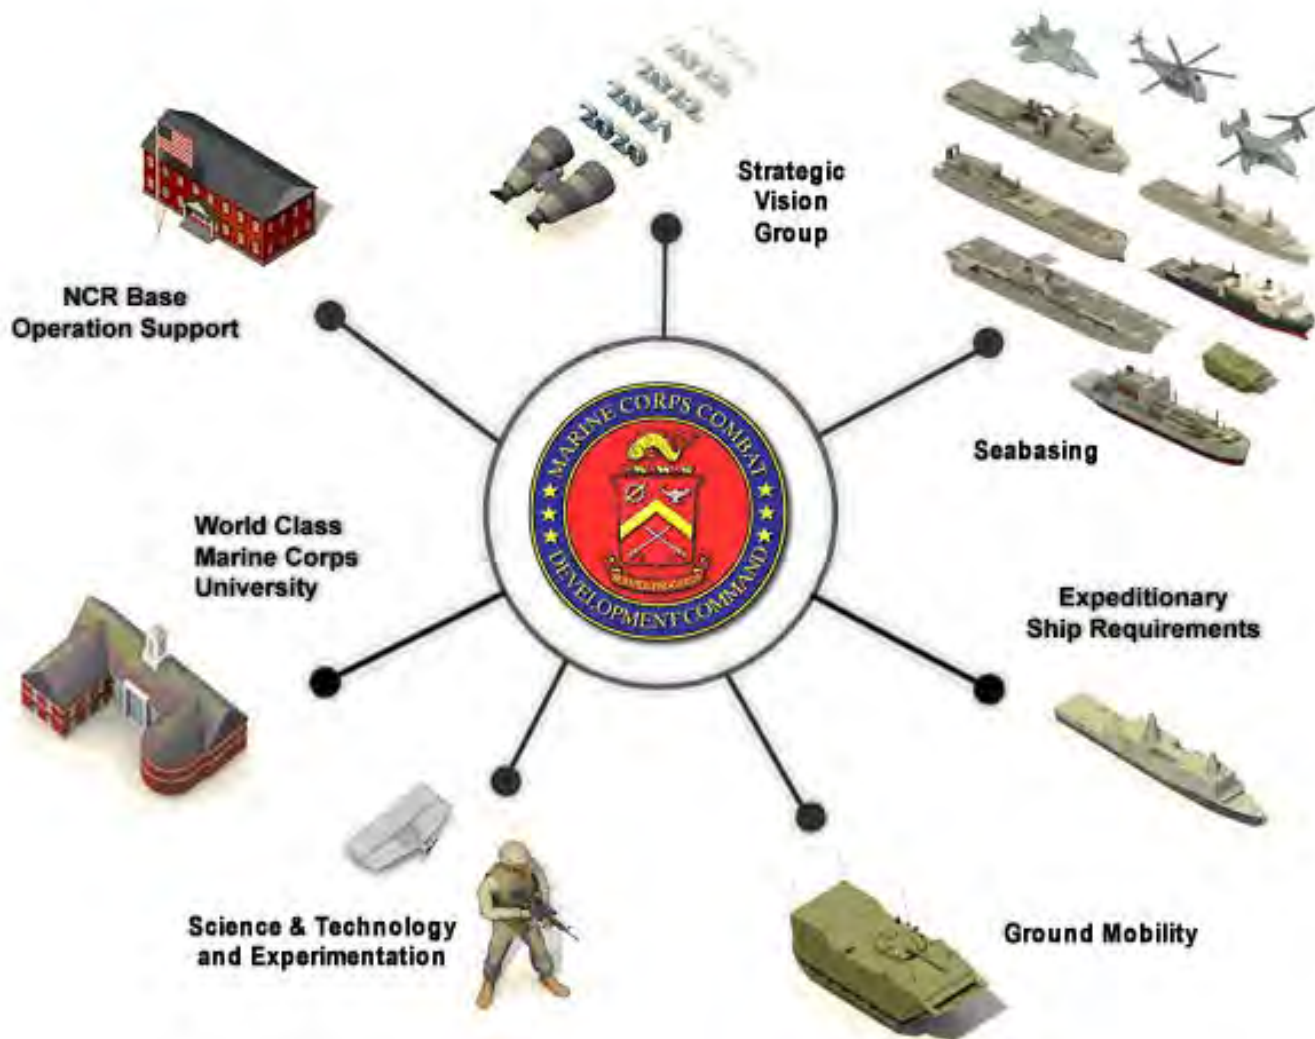 2020
Strategic
Vision
Group
NCR Base
Operation Support
Seabasing
MARINE CORPS COMBAT
DEVELOPMENT COMMAND
World Class
Marine Corps
University
Expeditionary
Ship Requirements
Science & Technology
and Experimentation
Ground Mobility